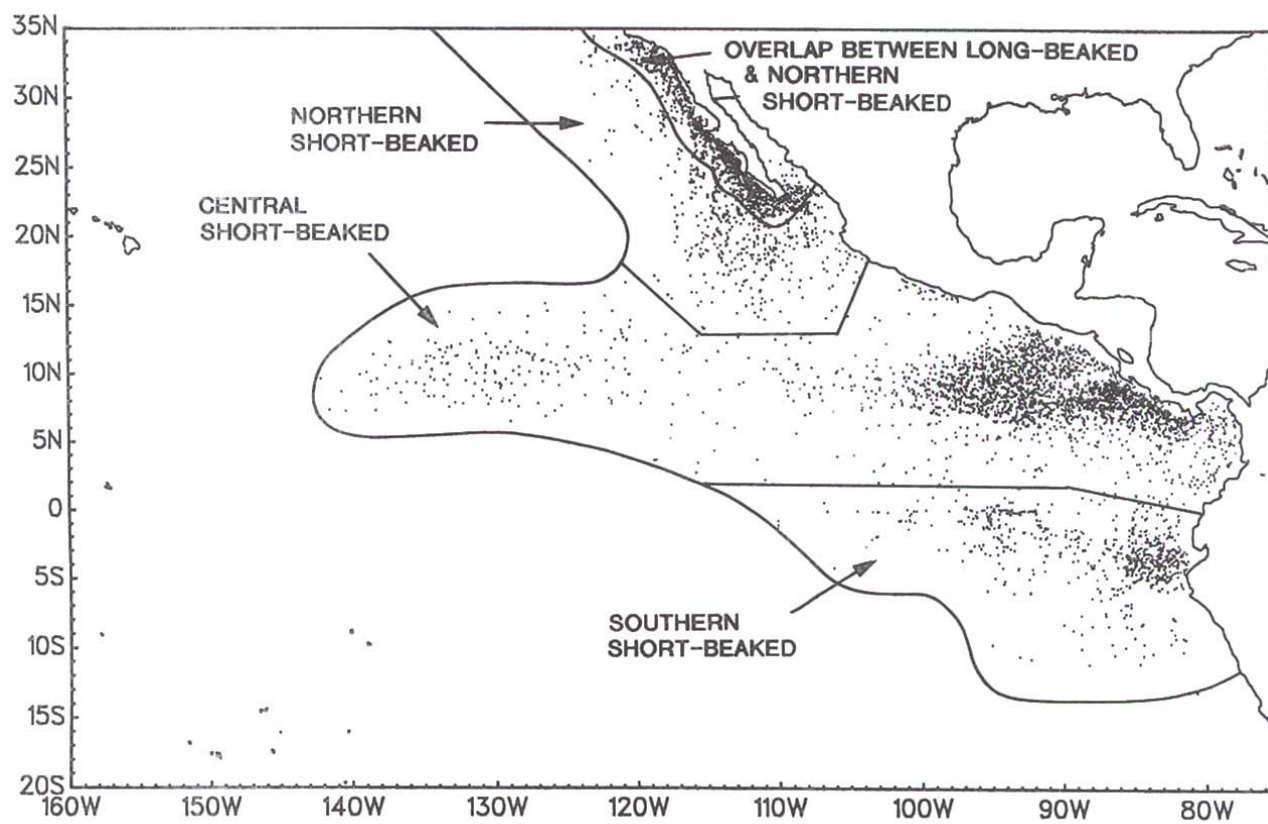 35N
30N
25N
20N
15N
10N
5N
0
5S
10S
15S
20S
160W 150W 140W 130W 120W 110W 100W 90W 80W
OVERLAP BETWEEN LONG-BEAKED
& NORTHERN
SHORT-BEAKED
NORTHERN
SHORT-BEAKED
CENTRAL
SHORT-BEAKED
SOUTHERN
SHORT-BEAKED